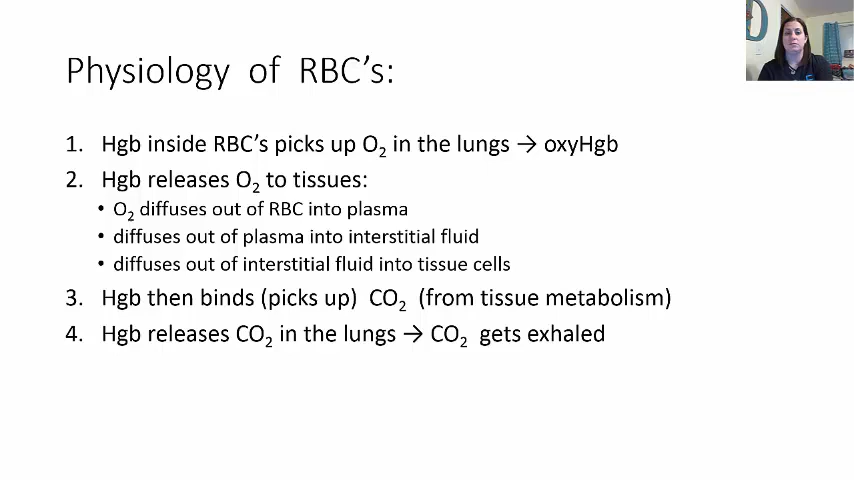 Physiology of RBC's:
1. Hgb inside RBC's picks up O₂ in the lungs → oxyHgb
2. Hgb releases O₂ to tissues:
• O₂ diffuses out of RBC into plasma
• diffuses out of plasma into interstitial fluid
• diffuses out of interstitial fluid into tissue cells
3. Hgb then binds (picks up) CO₂ (from tissue metabolism)
4. Hgb releases CO₂ in the lungs → CO₂ gets exhaled